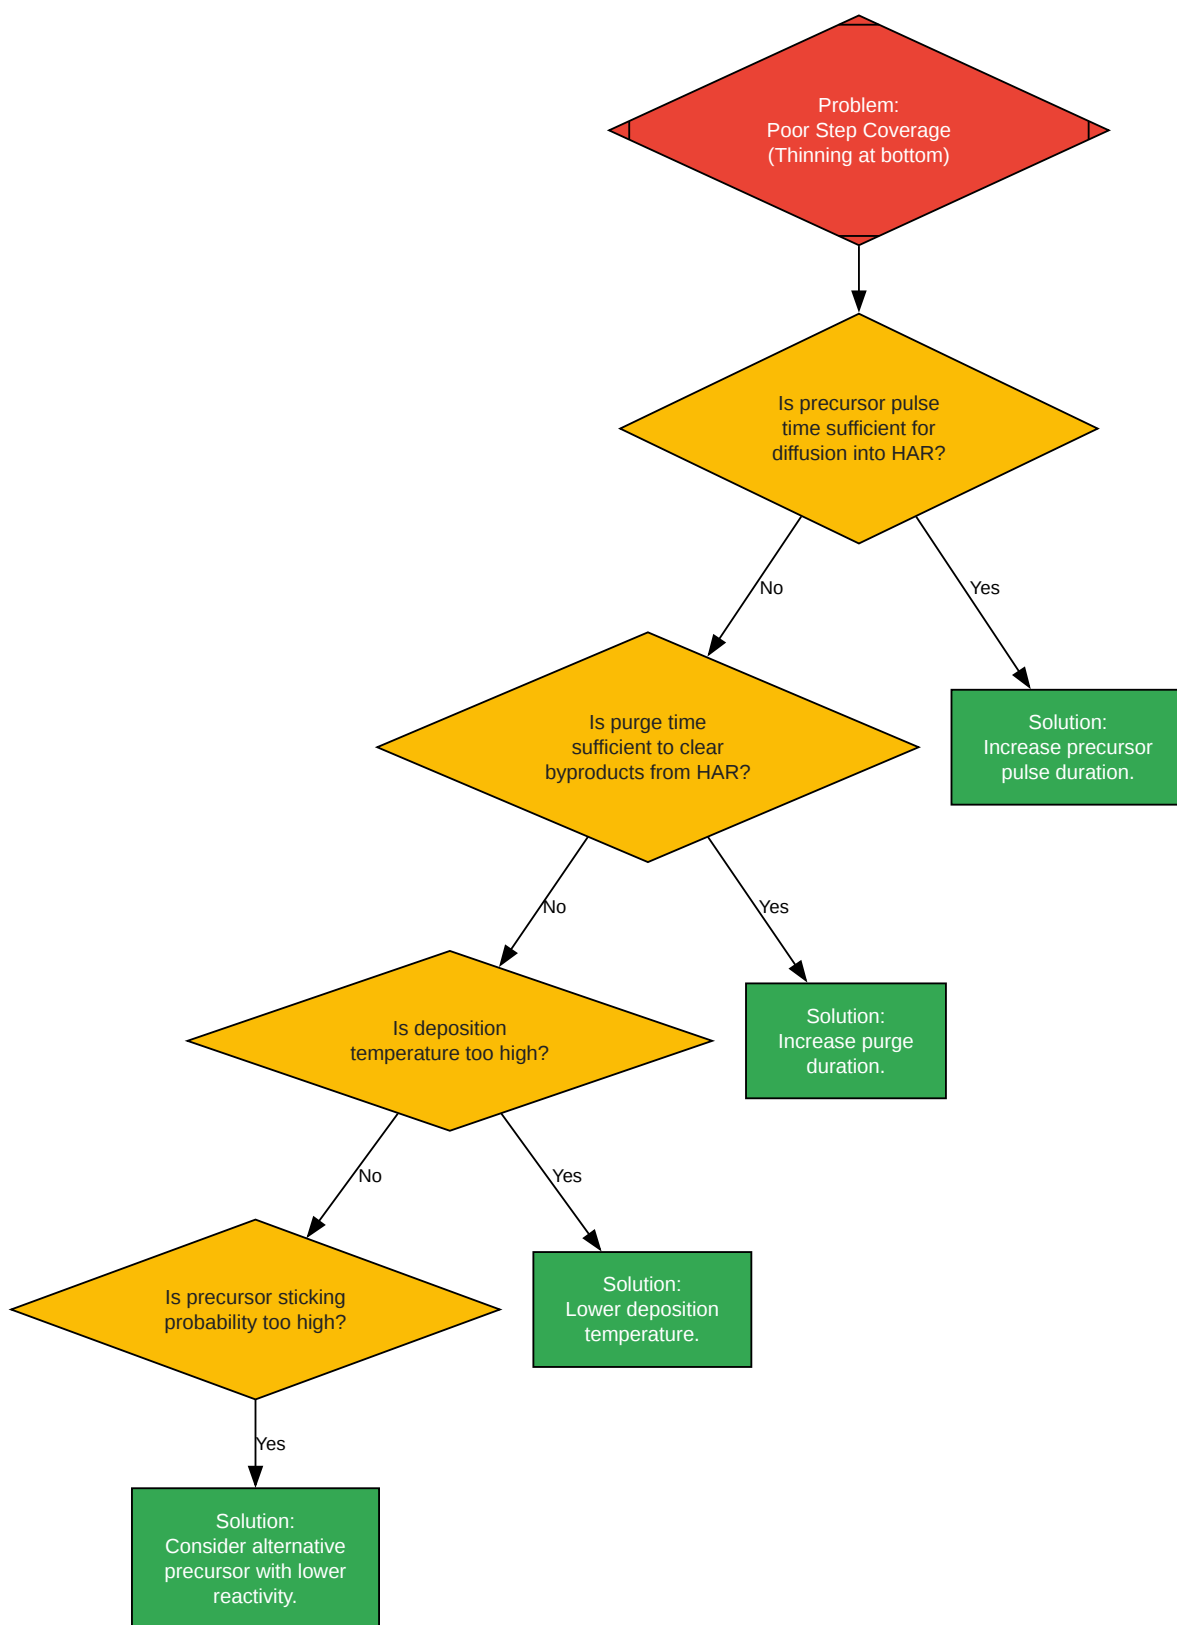 Problem:
Poor Step Coverage
(Thinning at bottom)
Is precursor pulse
time sufficient for
diffusion into HAR?
No
Yes
Is purge time
sufficient to clear
byproducts from HAR?
Solution:
Increase precursor
pulse duration.
No
Yes
Is deposition
temperature too high?
Solution:
Increase purge
duration.
No
Yes
Is precursor sticking
probability too high?
Solution:
Lower deposition
temperature.
Yes
Solution:
Consider alternative
precursor with lower
reactivity.